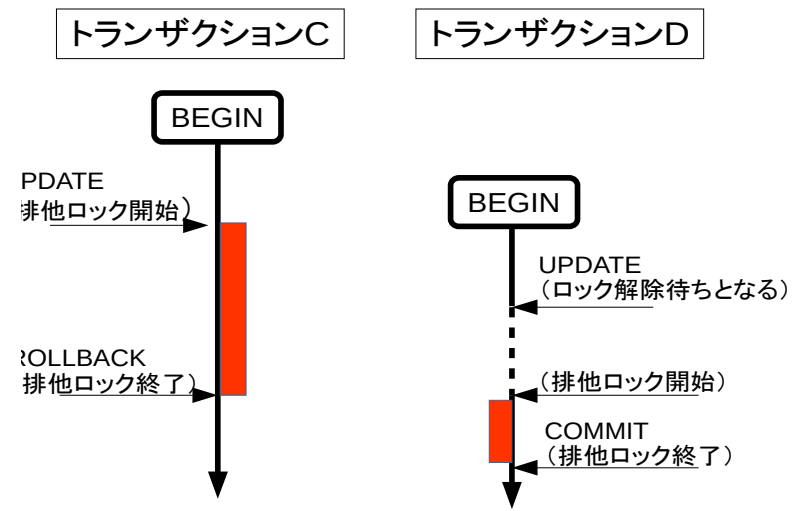 トランザクションC
トランザクションD
BEGIN
PDATE
排他ロック開始）
BEGIN
UPDATE
（ロック解除待ちとなる）
ROLLBACK
排他ロック終了）
（排他ロック開始）
COMMIT
（排他ロック終了）